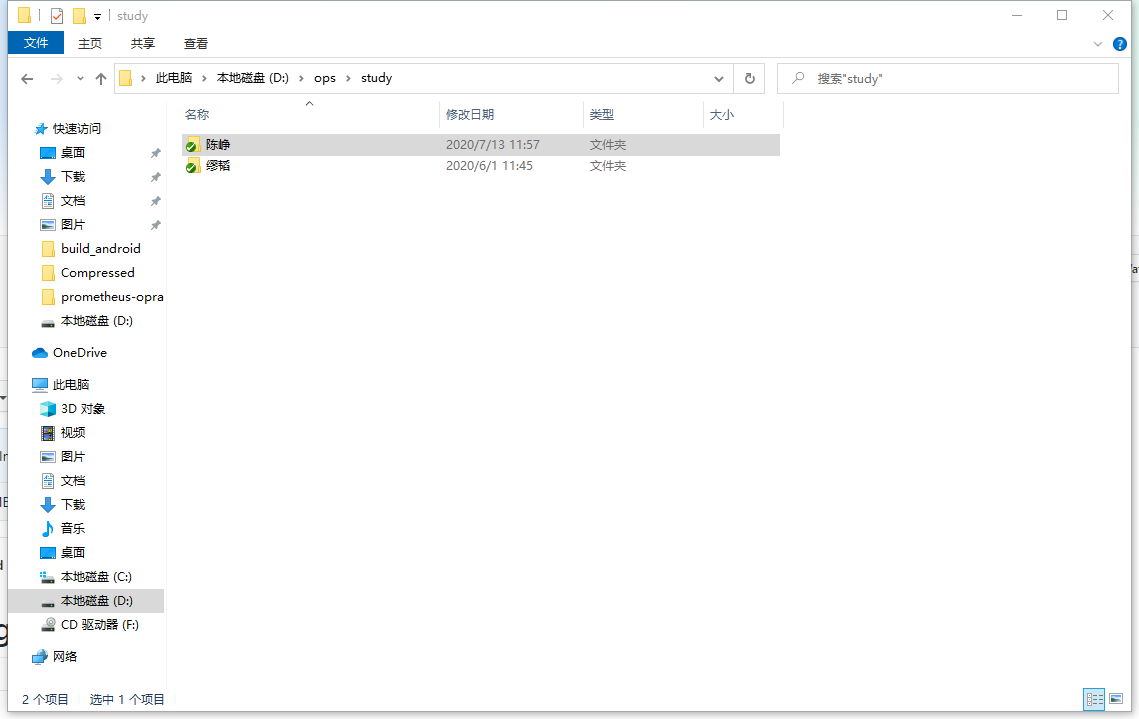 study
文件 主页 共享 查看
此电脑 本地磁盘 (D:) ops study
搜索"study"
名称 修改日期 类型 大小
陈峥 2020/7/13 11:57 文件夹
缪韬 2020/6/1 11:45 文件夹
快速访问
桌面
下载
文档
图片
build_android
Compressed
prometheus-opra
本地磁盘 (D:)
OneDrive
此电脑
3D 对象
视频
图片
文档
下载
音乐
桌面
本地磁盘 (C:)
本地磁盘 (D:)
CD 驱动器 (F:)
网络
2 个项目 选中 1 个项目